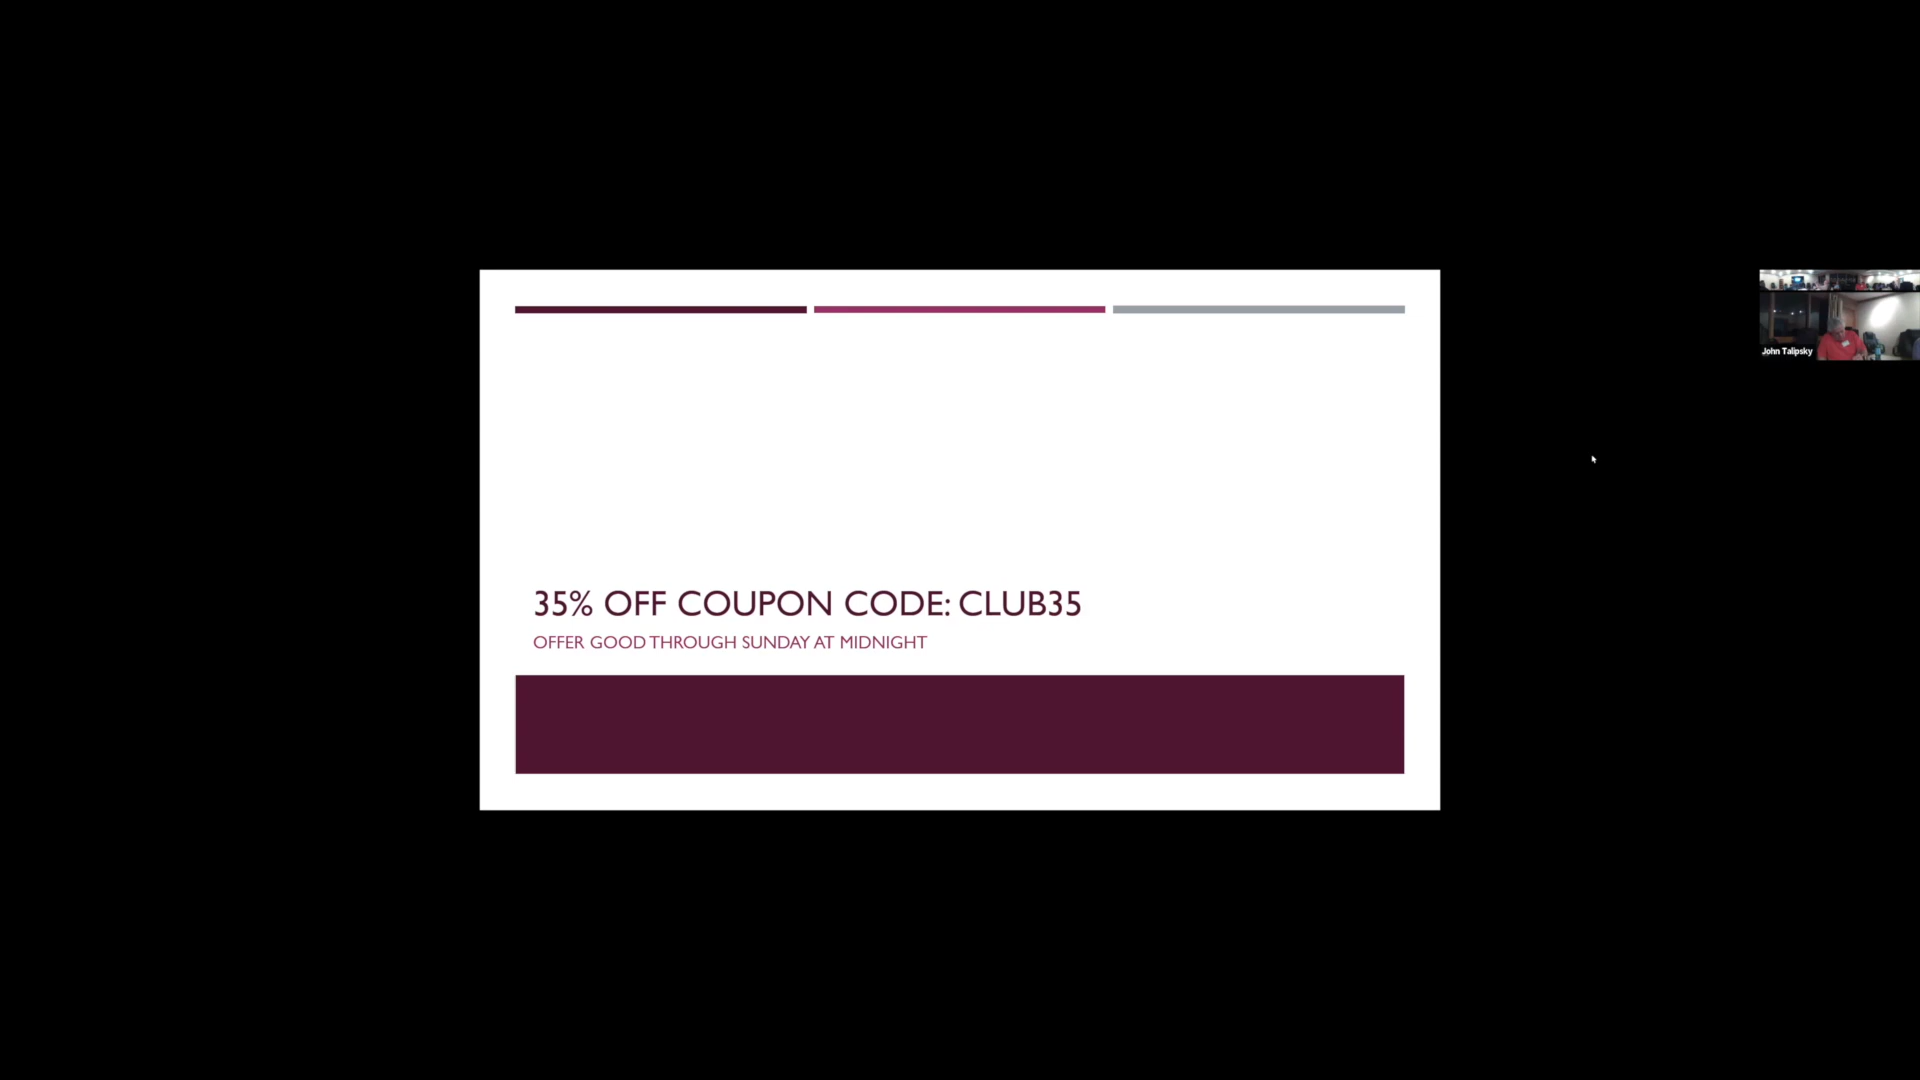 35% OFF COUPON CODE: CLUB35
OFFER GOOD THROUGH SUNDAY AT MIDNIGHT
John Talipsky